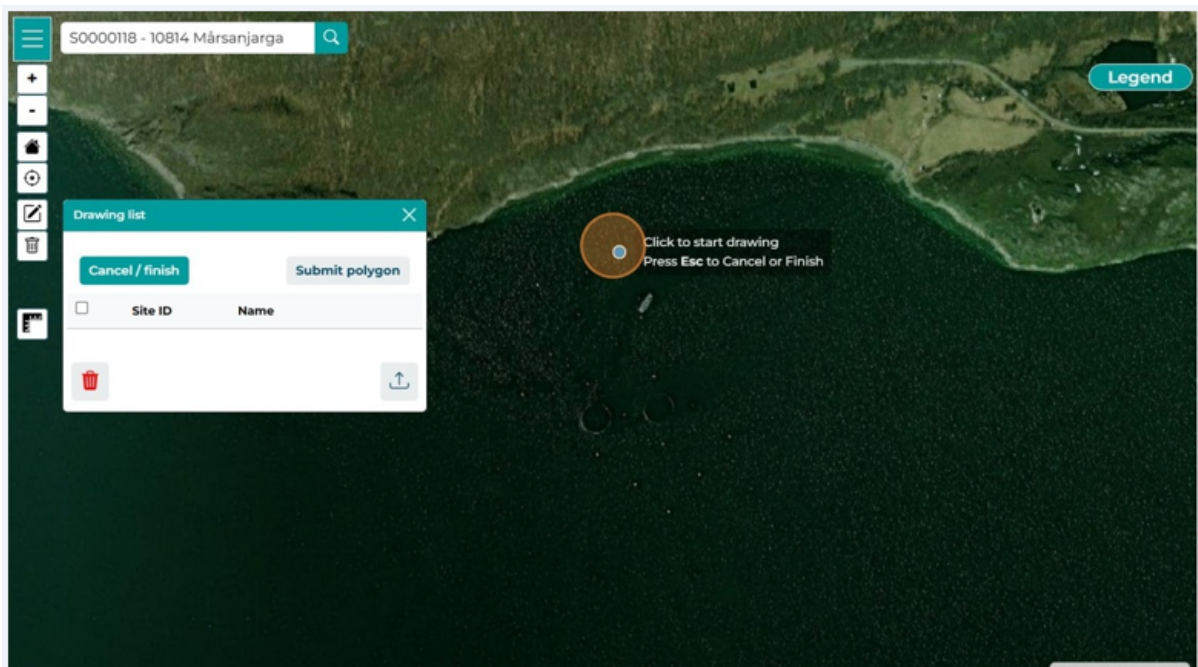 S0000118 - 10814 Mårsanjarga
+
Legend
-
Drawing list
Click to start drawing
Press Esc to Cancel or Finish
Cancel / finish
Submit polygon
Site ID
Name